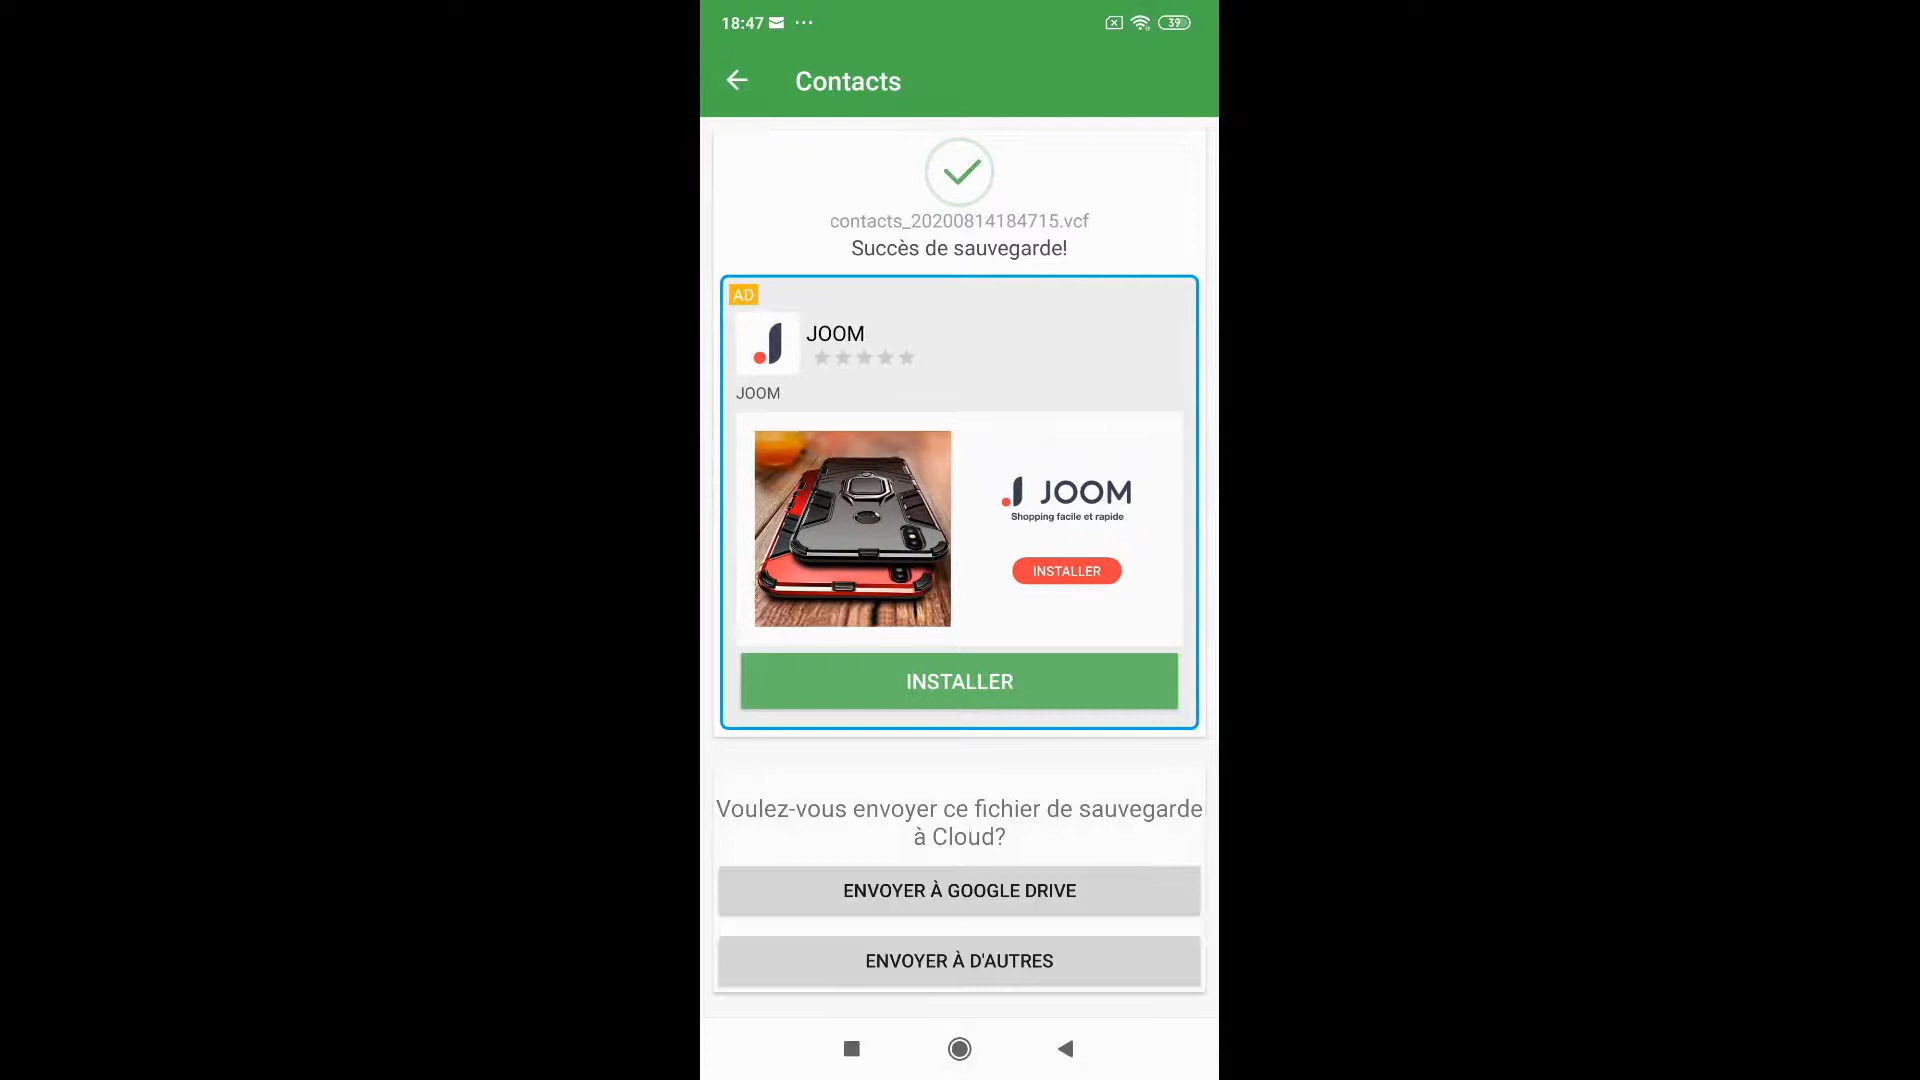 18:47
39
Contacts
contacts_20200814184715.vcf
Succès de sauvegarde!
AD
JOOM
JOOM
JOOM
Shopping facile et rapide
INSTALLER
INSTALLER
Voulez-vous envoyer ce fichier de sauvegarde
à Cloud?
ENVOYER À GOOGLE DRIVE
ENVOYER À D'AUTRES